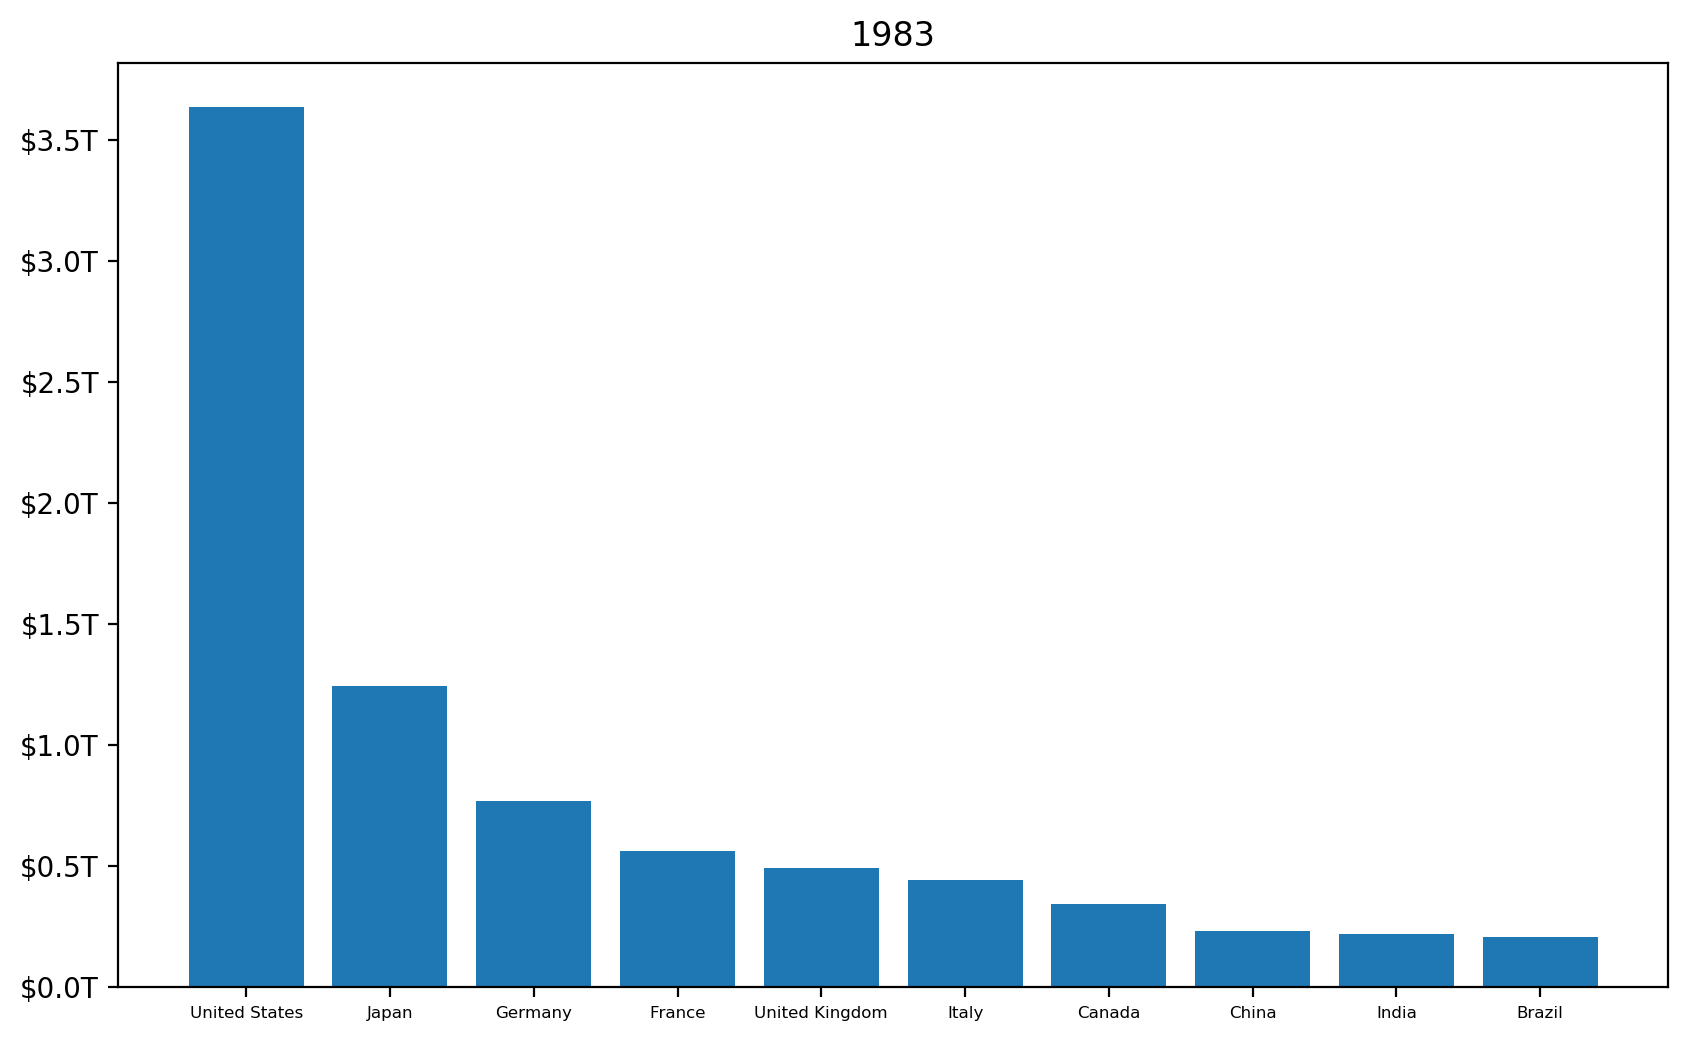 1983
$3.5T
$3.0T
$2.5T
$2.0T
$1.5T
$1.0T
$0.5T
$0.0T
United States Japan Germany France United Kingdom Italy Canada China India Brazil